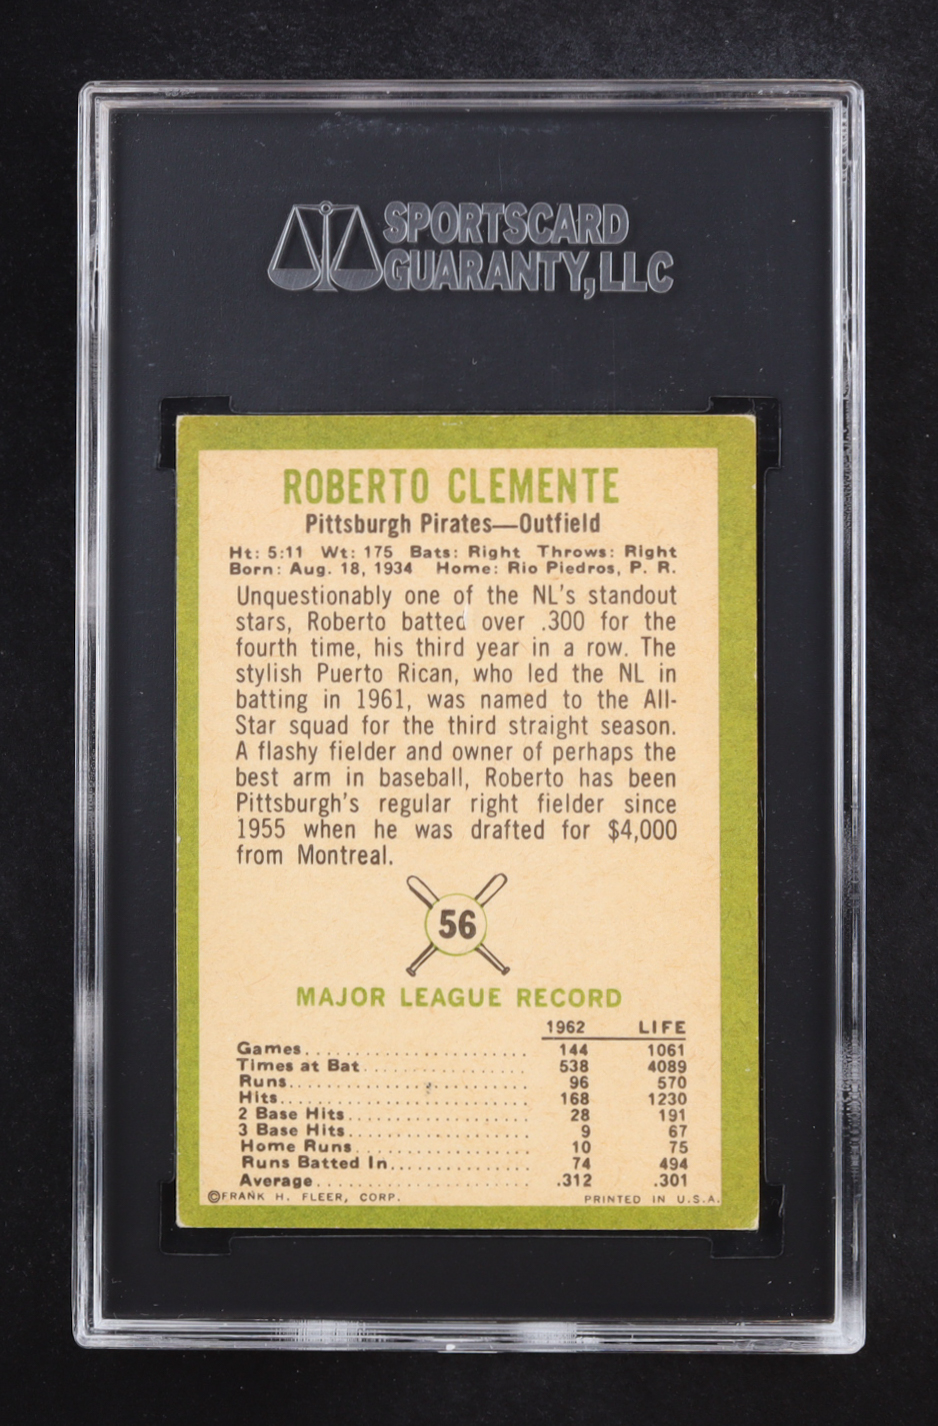 SPORTSCARD
GUARANTY, LLC
ROBERTO CLEMENTE
Pittsburgh Pirates—Outfield
Ht: 5:11 Wt: 175 Bats: Right Throws: Right
Born: Aug. 18, 1934 Home: Rio Piedros, P. R.
Unquestionably one of the NL's standout
stars, Roberto batted over .300 for the
fourth time, his third year in a row. The
stylish Puerto Rican, who led the NL in
batting in 1961, was named to the All-
Star squad for the third straight season.
A flashy fielder and owner of perhaps the
best arm in baseball, Roberto has been
Pittsburgh's regular right fielder since
1955 when he was drafted for $4,000
from Montreal.
56
MAJOR LEAGUE RECORD
1962 LIFE
Games 144 1061
Times at Bat 538 4089
Runs 96 570
Hits 168 1230
2 Base Hits 28 191
3 Base Hits 9 67
Home Runs 10 75
Runs Batted In 74 494
Average .312 .301
©FRANK H. FLEER, CORP. PRINTED IN U.S.A.